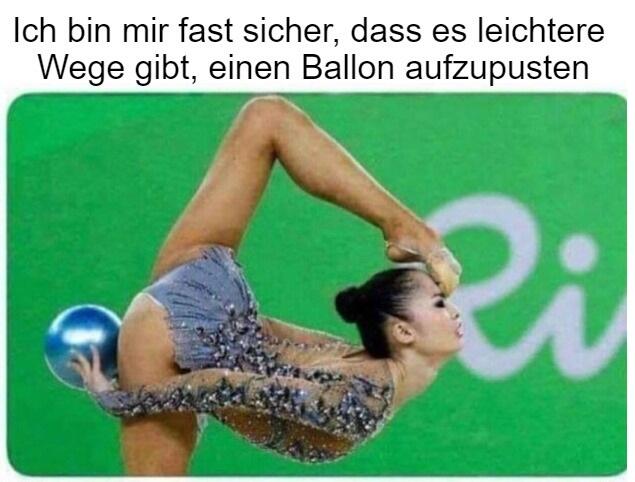 Ich bin mir fast sicher, dass es leichtere
Wege gibt, einen Ballon aufzupusten
Ri